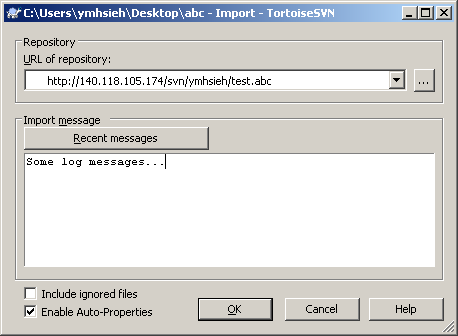 C:\Users\ymhsieh\Desktop\abc - Import - TortoiseSVN
Repository
URL of repository:
http://140.118.105.174/svn/ymhsieh/test.abc
...
Import message
Recent messages
Some log messages...
Include ignored files
Enable Auto-Properties
OK
Cancel
Help